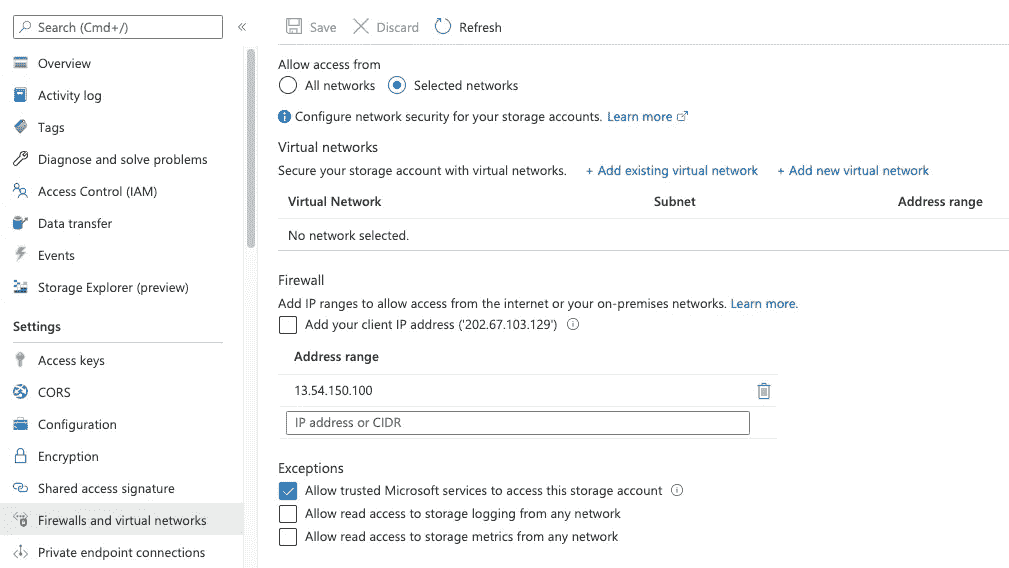 Search (Cmd+/)
«
Overview
Activity log
Tags
Diagnose and solve problems
Access Control (IAM)
Data transfer
Events
Storage Explorer (preview)
Settings
Access keys
CORS
Configuration
Encryption
Shared access signature
Firewalls and virtual networks
Private endpoint connections
Save Discard Refresh
Allow access from
All networks Selected networks
Configure network security for your storage accounts. Learn more
Virtual networks
Secure your storage account with virtual networks. + Add existing virtual network + Add new virtual network
Virtual Network Subnet Address range
No network selected.
Firewall
Add IP ranges to allow access from the internet or your on-premises networks. Learn more.
Add your client IP address ('202.67.103.129')
Address range
13.54.150.100
IP address or CIDR
Exceptions
Allow trusted Microsoft services to access this storage account
Allow read access to storage logging from any network
Allow read access to storage metrics from any network